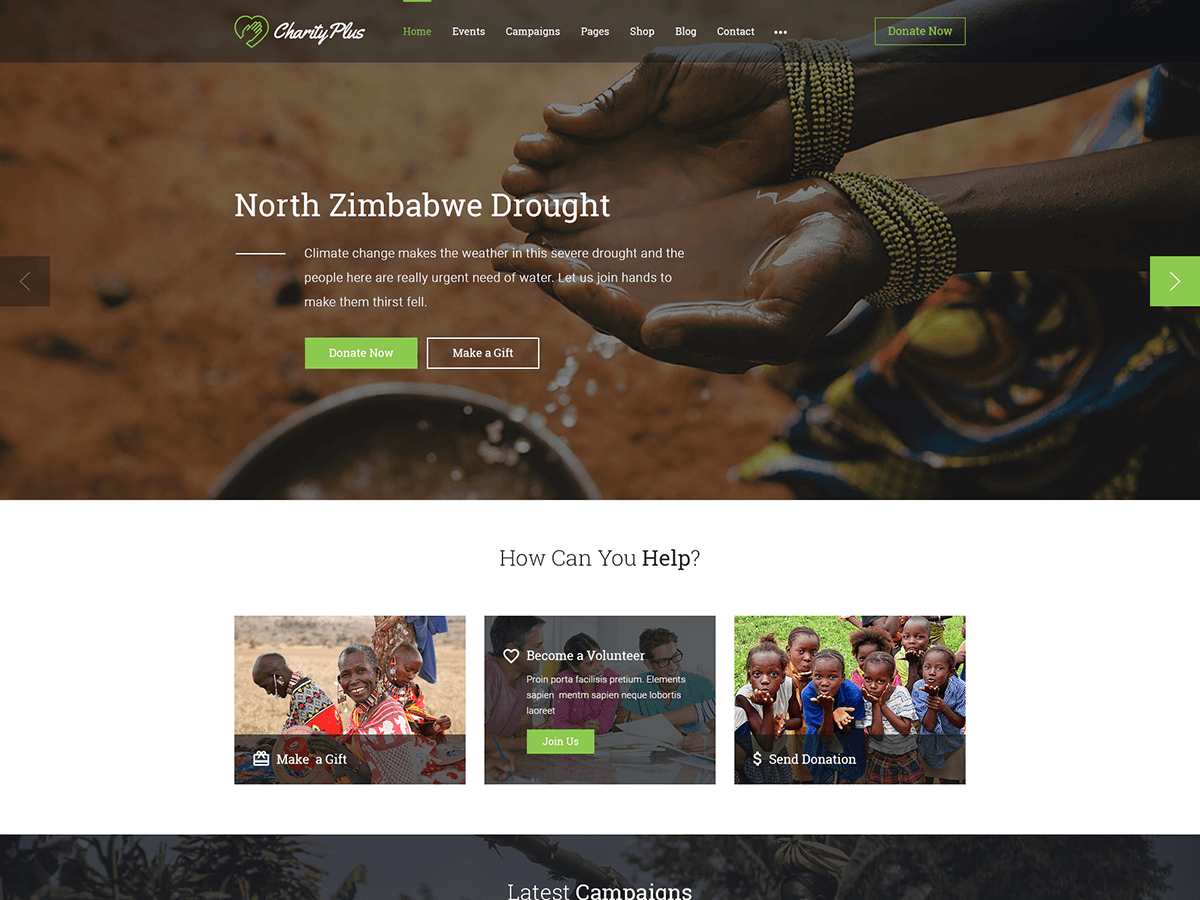 Charity Plus
Home Events Campaigns Pages Shop Blog Contact •••
Donate Now
North Zimbabwe Drought
Climate change makes the weather in this severe drought and the
people here are really urgent need of water. Let us join hands to
make them thirst fell.
Donate Now Make a Gift
How Can You Help?
Make a Gift
Become a Volunteer
Proin porta facilisis pretium. Elements
sapien mentm sapien neque lobortis
laoreet
Join Us
$ Send Donation
Latest Campaigns